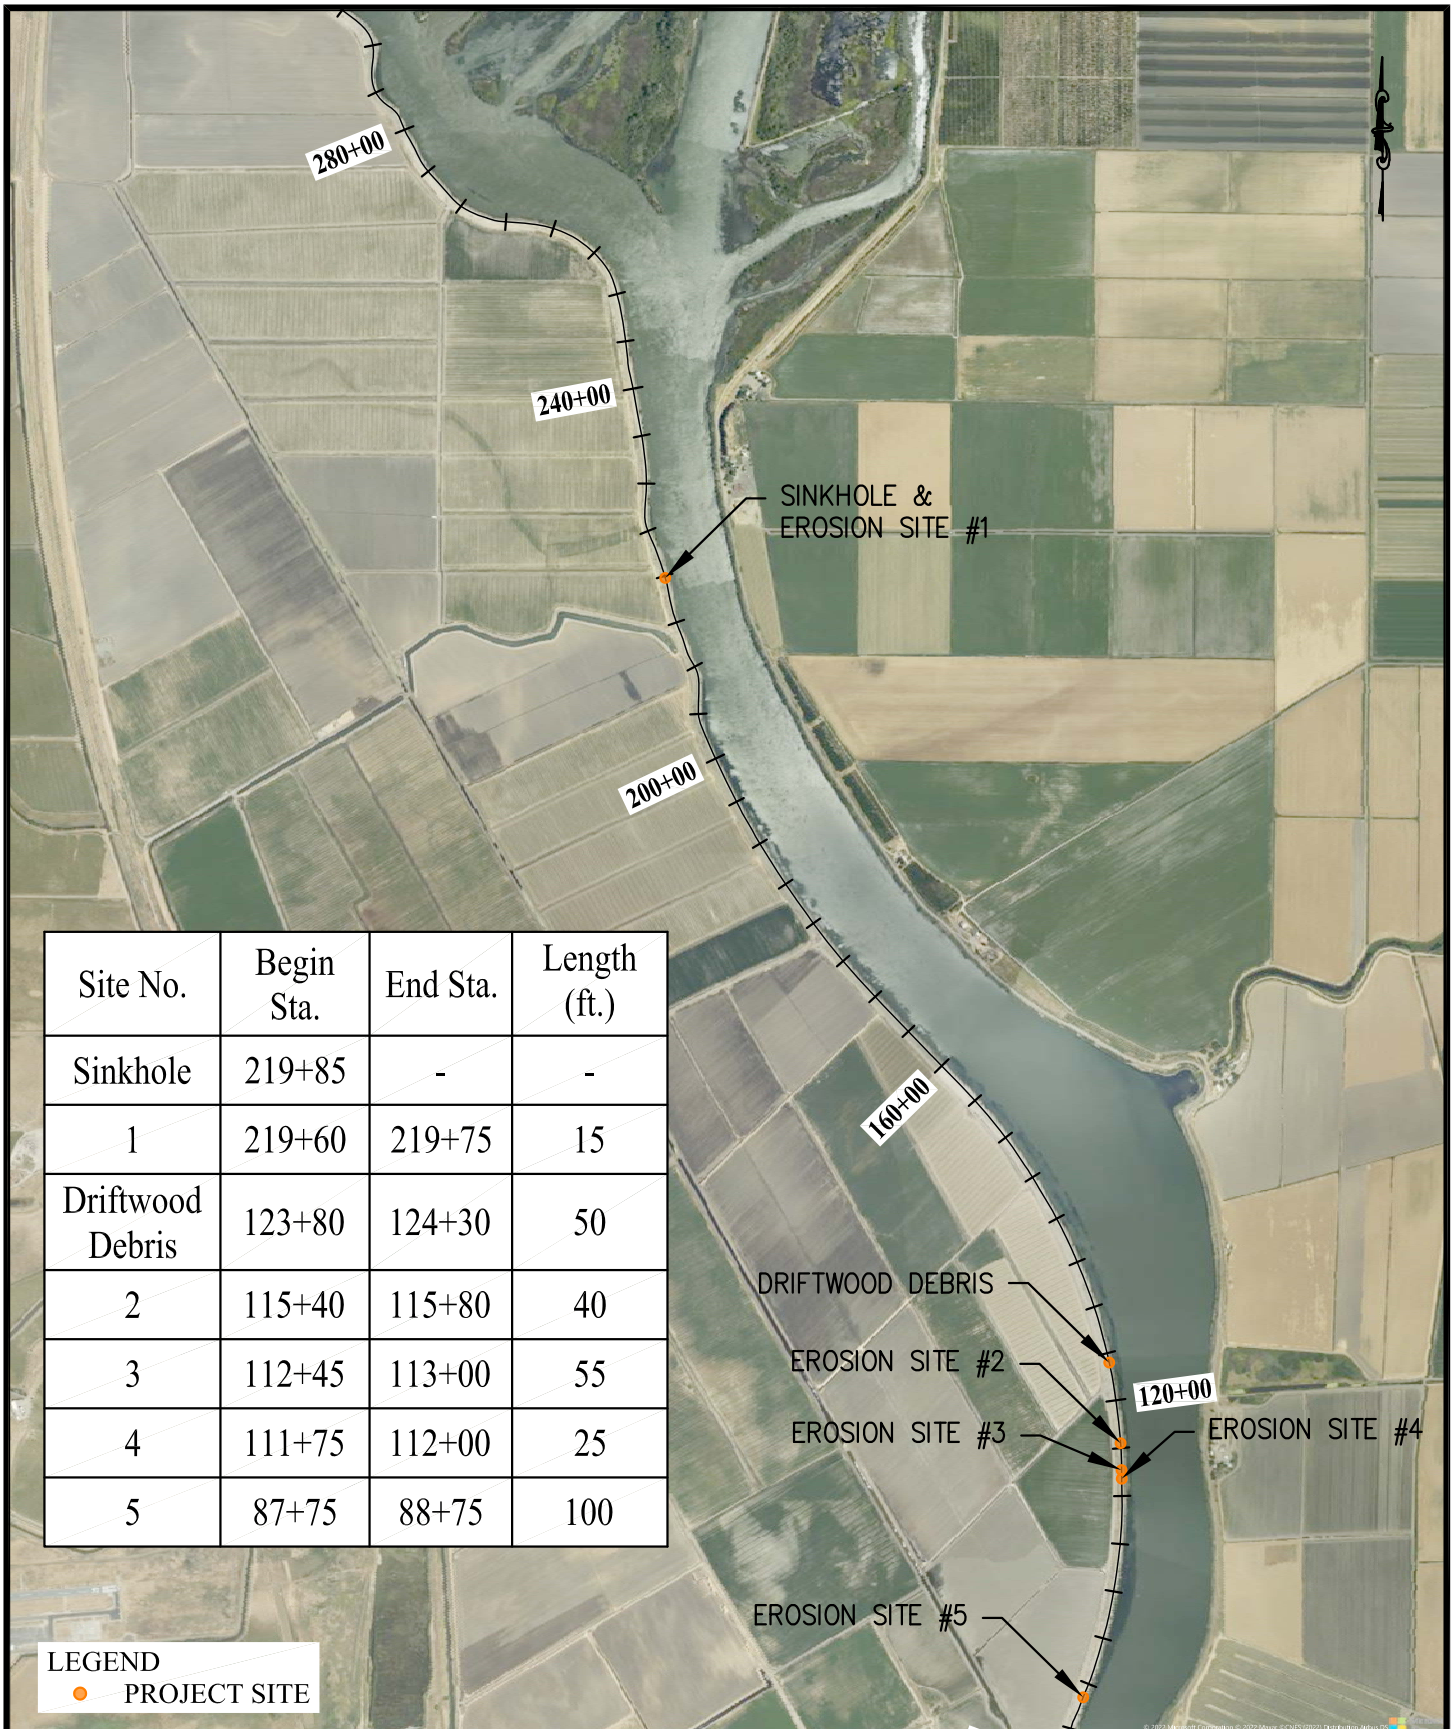 280+00
240+00
SINKHOLE &
EROSION SITE #1
200+00
160+00
Site No. Begin Sta. End Sta. Length (ft.)
Sinkhole 219+85 - -
1 219+60 219+75 15
Driftwood Debris 123+80 124+30 50
2 115+40 115+80 40
3 112+45 113+00 55
4 111+75 112+00 25
5 87+75 88+75 100
DRIFTWOOD DEBRIS
EROSION SITE #2
120+00
EROSION SITE #3
EROSION SITE #4
EROSION SITE #5
LEGEND
PROJECT SITE